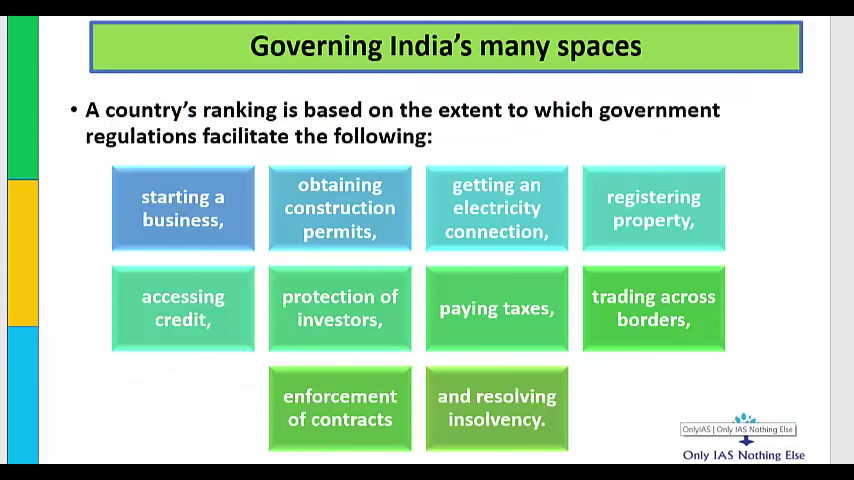 Governing India's many spaces
• A country's ranking is based on the extent to which government
regulations facilitate the following:
starting a
business,
obtaining
construction
permits,
getting an
electricity
connection,
registering
property,
accessing
credit,
protection of
investors,
paying taxes,
trading across
borders,
enforcement
of contracts
and resolving
insolvency.
OnlyIAS | Only IAS Nothing Else
Only IAS Nothing Else